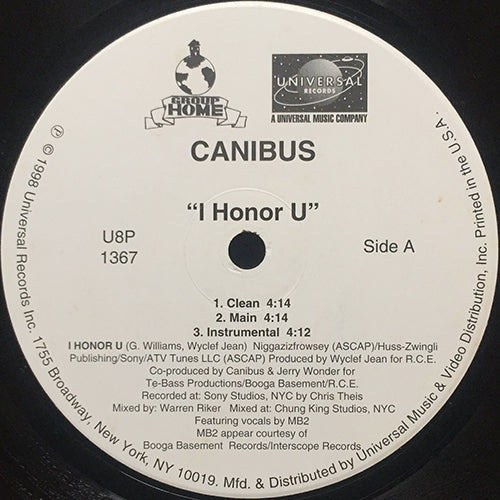 GROUP
HOME
UNIVERSAL
RECORDS
A UNIVERSAL MUSIC COMPANY
CANIBUS
"I Honor U"
U8P
1367
Side A
1. Clean 4:14
2. Main 4:14
3. Instrumental 4:12
I HONOR U (G. Williams, Wyclef Jean) Niggazizfrowsey (ASCAP)/Huss-Zwingli
Publishing/Sony/ATV Tunes LLC (ASCAP) Produced by Wyclef Jean for R.C.E.
Co-produced by Canibus & Jerry Wonder for
Te-Bass Productions/Booga Basement/R.C.E.
Recorded at: Sony Studios, NYC by Chris Theis
Mixed by: Warren Riker Mixed at: Chung King Studios, NYC
Featuring vocals by MB2
MB2 appear courtesy of
Booga Basement Records/Interscope Records
℗ © 1998 Universal Records Inc. 1755 Broadway, New York, NY 10019. Mfd. & Distributed by Universal Music & Video Distribution, Inc. Printed in the U.S.A.